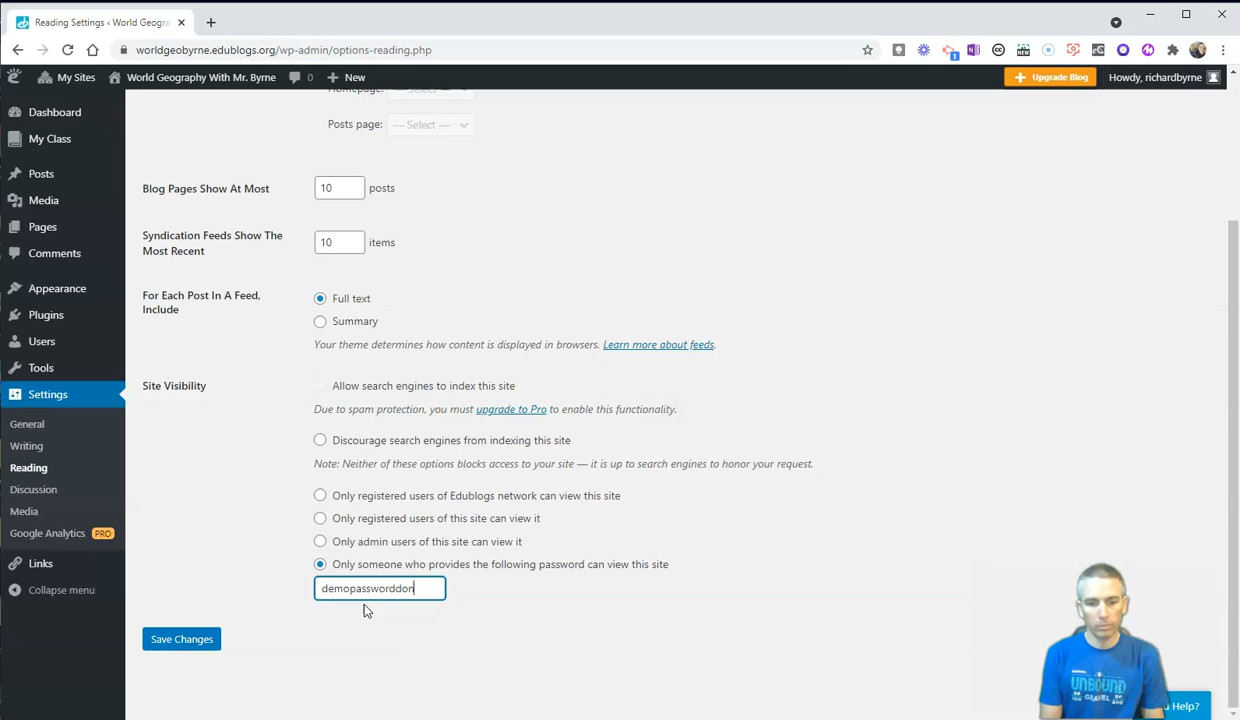 Reading Settings ‹ World Geogra
worldgeobyrne.edublogs.org/wp-admin/options-reading.php
My Sites World Geography With Mr. Byrne 0 New Upgrade Blog Howdy, richardbyrne
Dashboard
My Class
Posts
Media
Pages
Comments
Appearance
Plugins
Users
Tools
Settings
General
Writing
Reading
Discussion
Media
Google Analytics PRO
Links
Collapse menu
Homepage: — Select —
Posts page: — Select —
Blog Pages Show At Most 10 posts
Syndication Feeds Show The
Most Recent 10 items
For Each Post In A Feed,
Include
Full text
Summary
Your theme determines how content is displayed in browsers. Learn more about feeds.
Site Visibility
Allow search engines to index this site
Due to spam protection, you must upgrade to Pro to enable this functionality.
Discourage search engines from indexing this site
Note: Neither of these options blocks access to your site — it is up to search engines to honor your request.
Only registered users of Edublogs network can view this site
Only registered users of this site can view it
Only admin users of this site can view it
Only someone who provides the following password can view this site
demopassworddon
Save Changes
UNBOUND
GRAVEL
Help?